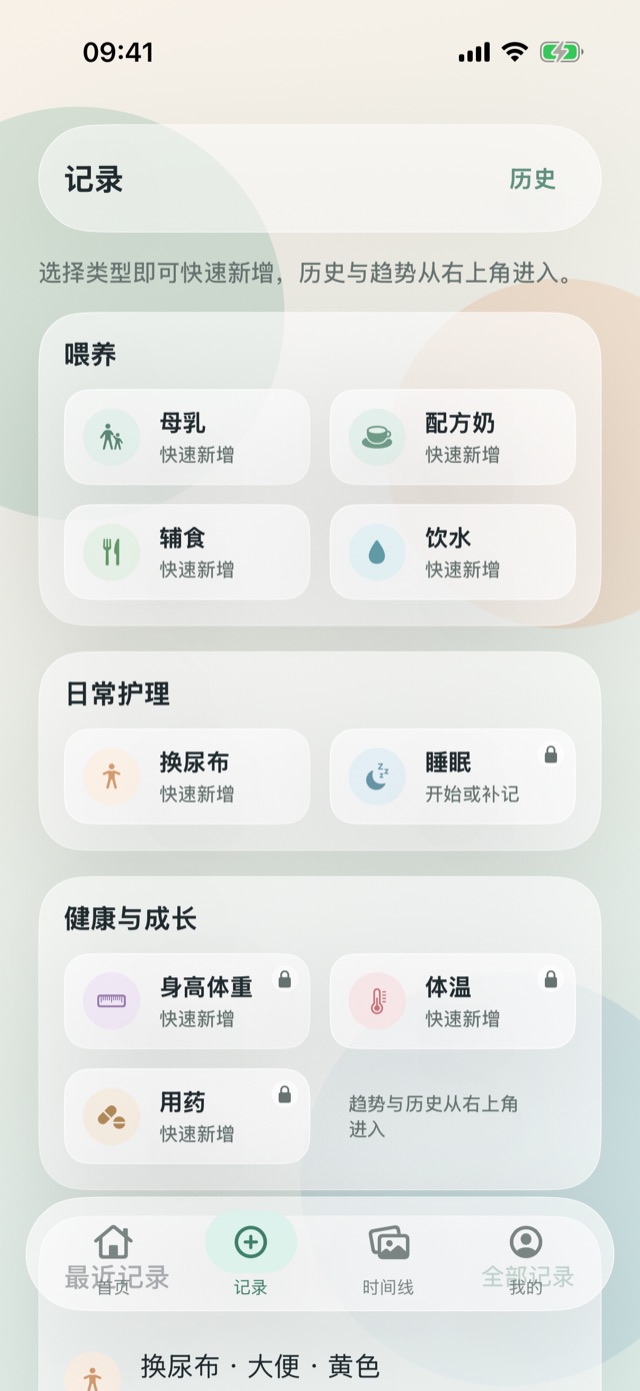 09:41
记录
历史
选择类型即可快速新增，历史与趋势从右上角进入。
喂养
母乳
快速新增
配方奶
快速新增
辅食
快速新增
饮水
快速新增
日常护理
换尿布
快速新增
睡眠
开始或补记
健康与成长
身高体重
快速新增
体温
快速新增
用药
快速新增
趋势与历史从右上角
进入
最近记录
全部记录
首页
记录
时间线
我的
换尿布 · 大便 · 黄色